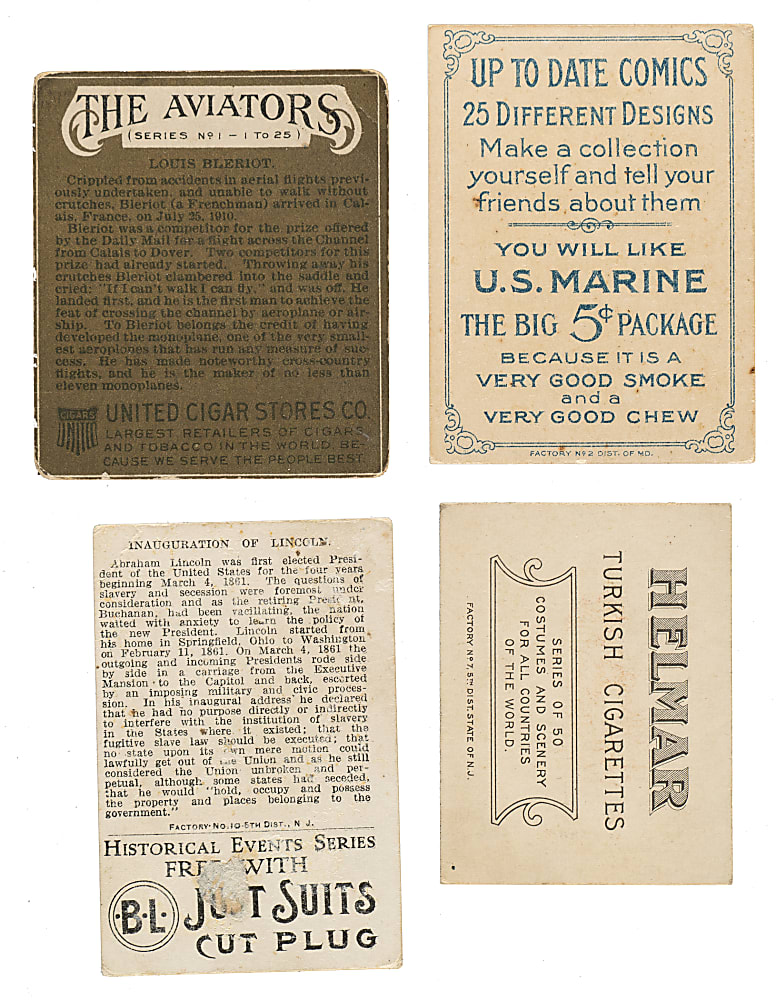 THE AVIATORS
(SERIES Nº 1 – 1 TO 25)
LOUIS BLERIOT.
Crippled from accidents in aerial flights previ-
ously undertaken, and unable to walk without
crutches, Bleriot (a Frenchman) arrived in Cal-
ais, France, on July 25, 1910.
Bleriot was a competitor for the prize offered
by the Daily Mail for a flight across the Channel
from Calais to Dover. Two competitors for this
prize had already started. Throwing away his
crutches Bleriot clambered into the saddle and
cried: "If I can't walk I can fly," and was off. He
landed first, and he is the first man to achieve the
feat of crossing the channel by aeroplane or air-
ship. To Bleriot belongs the credit of having
developed the monoplane, one of the very small-
est aeroplones that has run any measure of suc-
cess. He has made noteworthy cross-country
flights, and he is the maker of no less than
eleven monoplanes.
CIGARS
UNITED
UNITED CIGAR STORES CO.
LARGEST RETAILERS OF CIGARS
AND TOBACCO IN THE WORLD, BE-
CAUSE WE SERVE THE PEOPLE BEST
UP TO DATE COMICS
25 DIFFERENT DESIGNS
Make a collection
yourself and tell your
friends about them
YOU WILL LIKE
U.S. MARINE
THE BIG 5¢ PACKAGE
BECAUSE IT IS A
VERY GOOD SMOKE
and a
VERY GOOD CHEW
FACTORY Nº 2 DIST. OF MD.
INAUGURATION OF LINCOLN.
Abraham Lincoln was first elected Presi-
dent of the United States for the four years
beginning March 4, 1861. The questions of
slavery and secession were foremost under
consideration and as the retiring
Buchanan, had been vacillating, the nation
waited with anxiety to learn the policy of
the new President. Lincoln started from
his home in Springfield, Ohio to Washington
on February 11, 1861. On March 4, 1861 the
outgoing and incoming Presidents rode side
by side in a carriage from the Executive
Mansion to the Capitol and back, escorted
by an imposing military and civic proces-
sion. In his inaugural address he declared
that he had no purpose directly or indirectly
to interfere with the institution of slavery
in the States where it existed; that the
fugitive slave law should be executed; that
no state upon its own mere motion could
lawfully get out of the Union and as he still
considered the Union unbroken and per-
petual, although some states had seceded,
that he would "hold, occupy and possess
the property and places belonging to the
government."
FACTORY·NO. 10-5TH DIST., N J.
HISTORICAL EVENTS SERIES
FREE WITH
·B·L·
JUST SUITS
CUT PLUG
HELMAR
TURKISH CIGARETTES
SERIES OF 50
COSTUMES AND SCENERY
FOR ALL COUNTRIES
OF THE WORLD.
FACTORY Nº 7, 5TH DIST. STATE OF N.J.